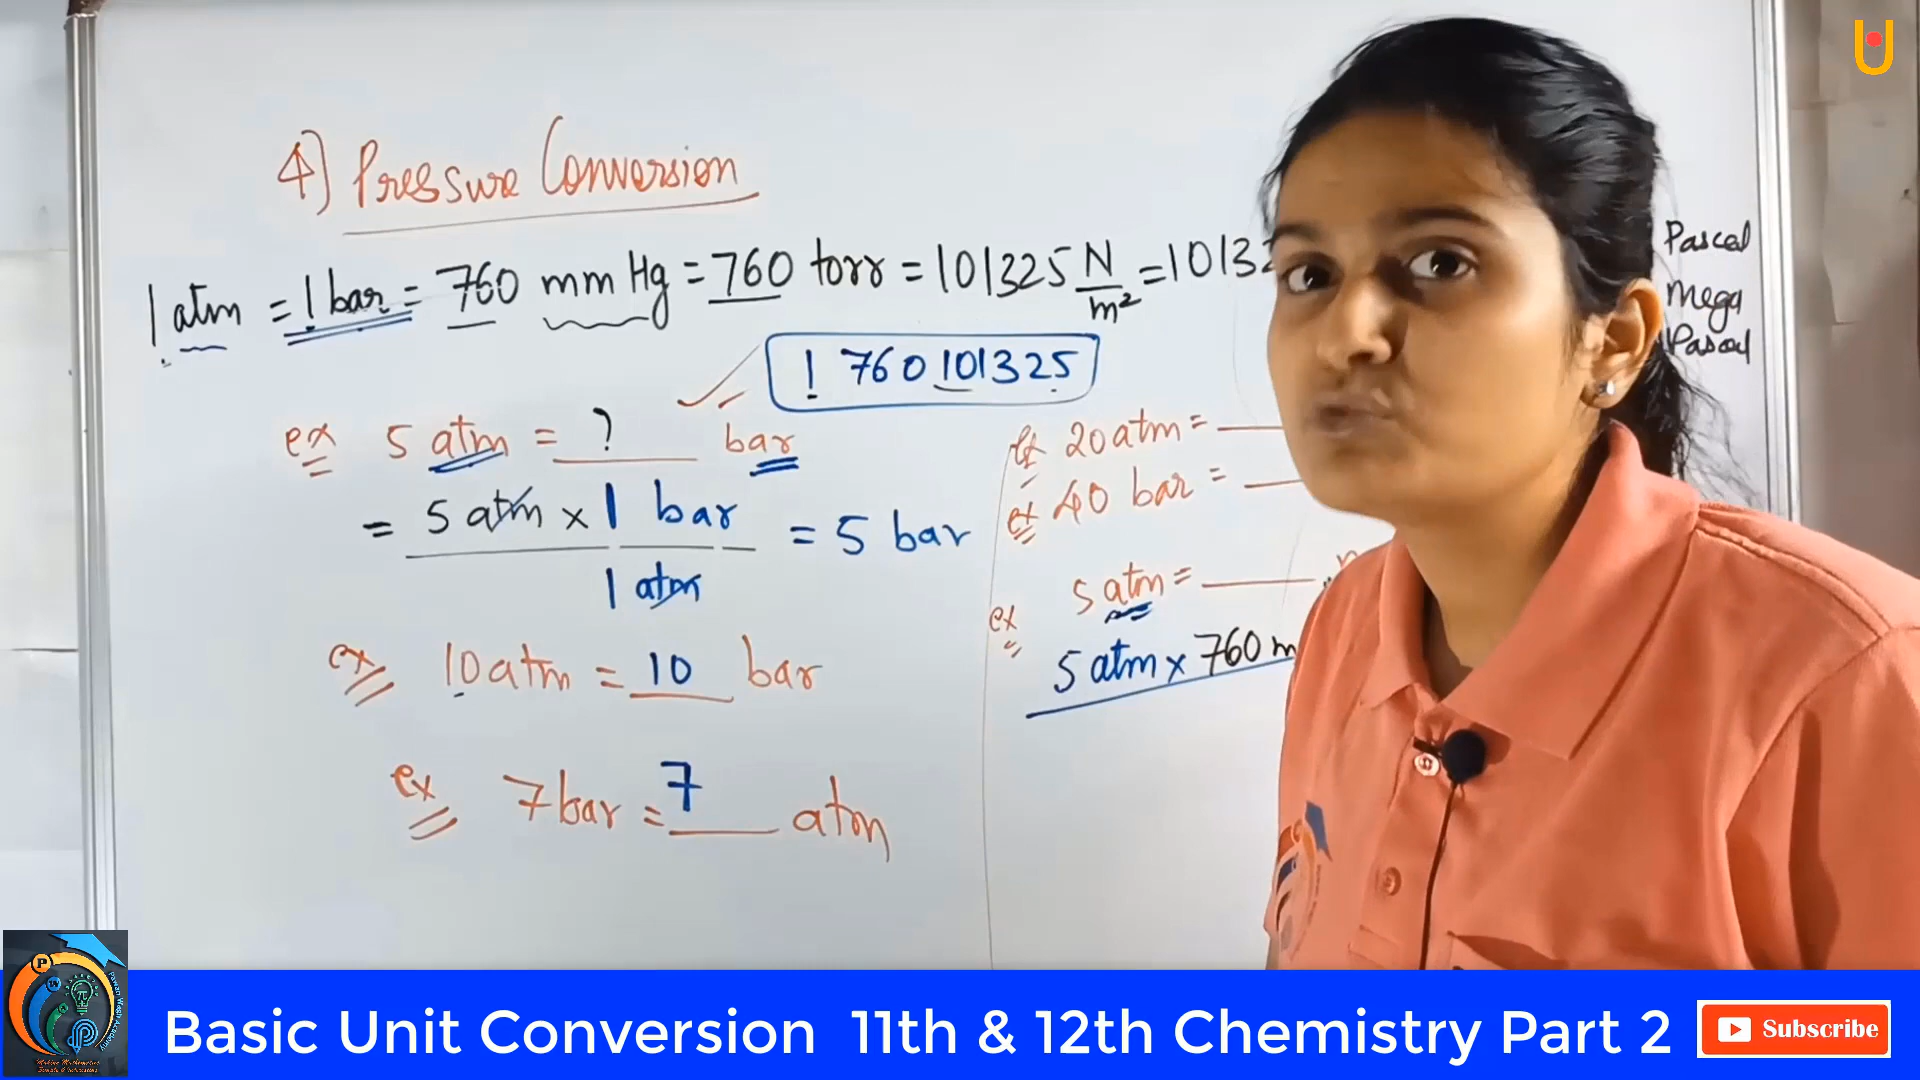 4) Pressure Conversion
1 atm = 1 bar = 760 mm Hg = 760 torr = 101325 N/m² = 1013
Pascal
Mega
Pascal
1 760 101325
ex 5 atm = ? bar
= 5 atm x 1 bar / 1 atm = 5 bar
ex 10 atm = 10 bar
ex 7 bar = 7 atm
ex 20 atm =
ex 40 bar =
ex 5 atm =
5 atm x 760 m
Basic Unit Conversion 11th & 12th Chemistry Part 2
Subscribe